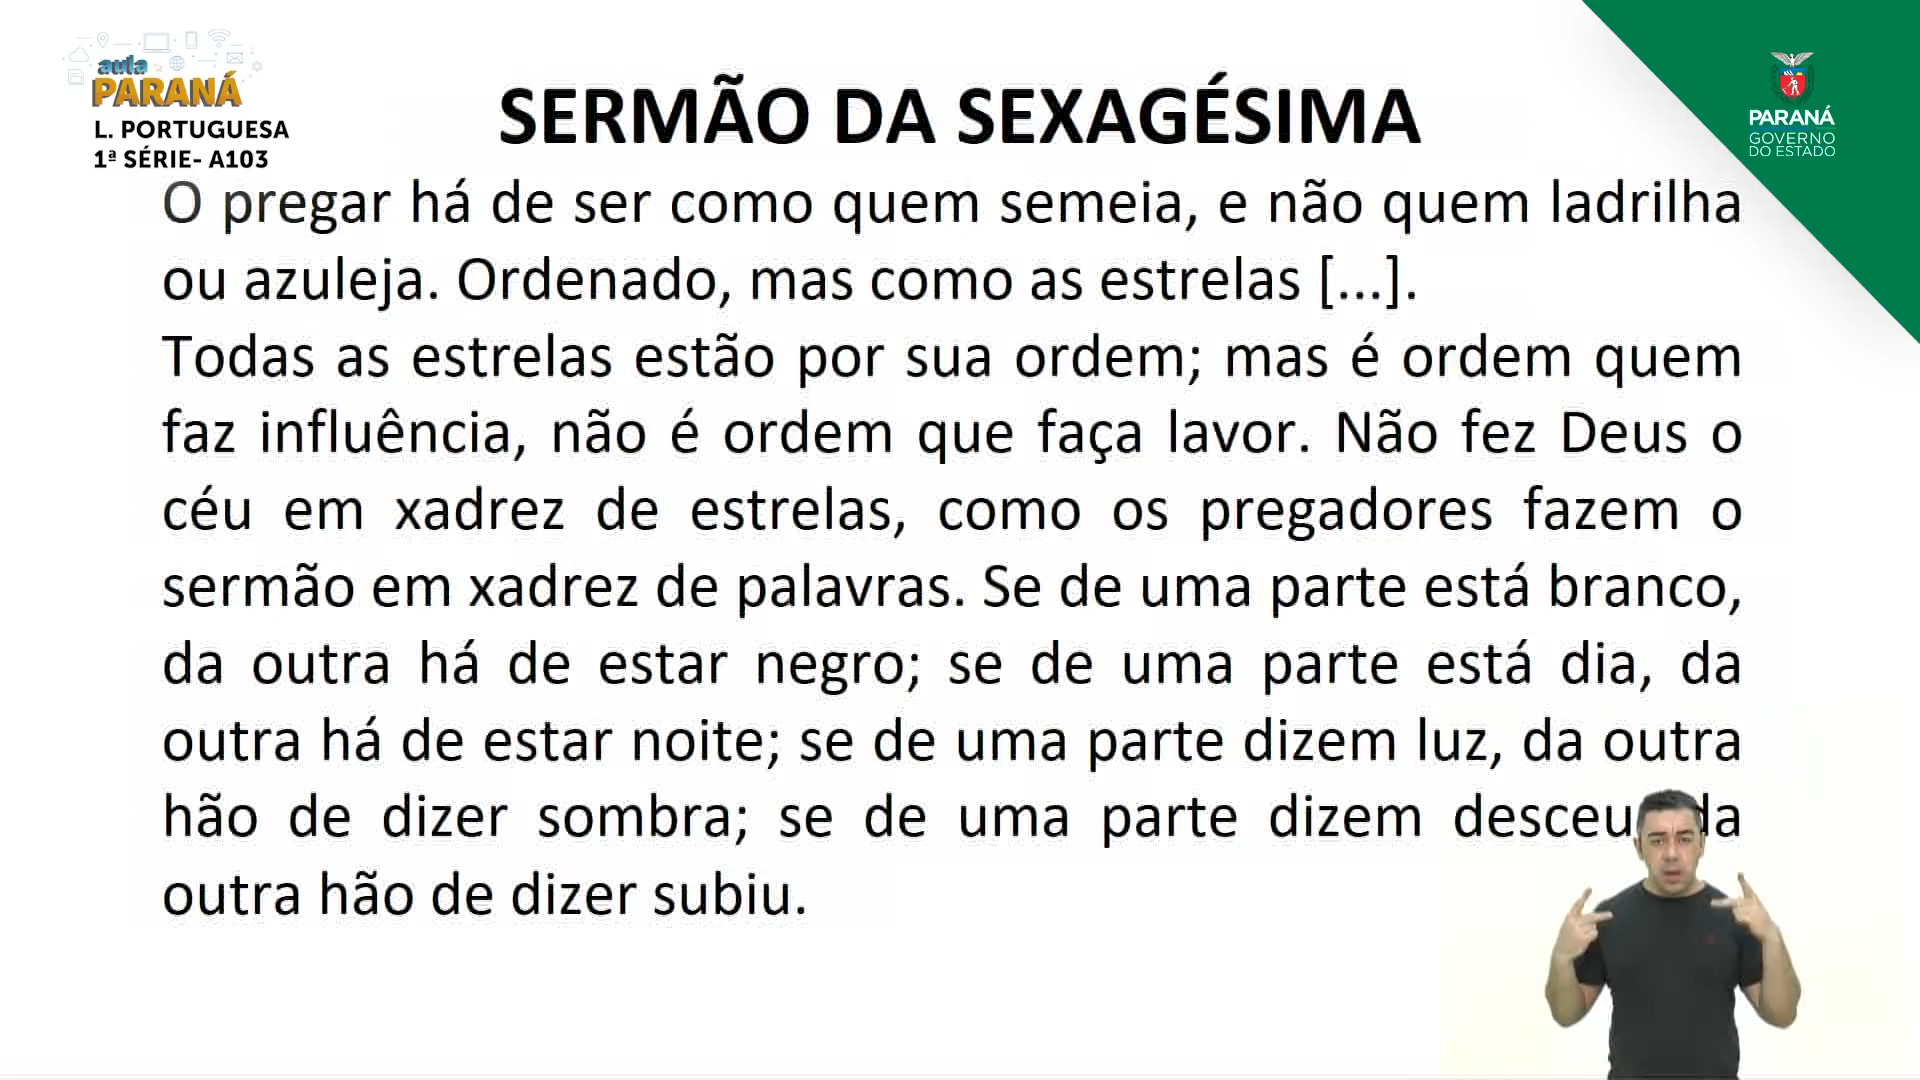 aula
PARANÁ
L. PORTUGUESA
1ª SÉRIE- A103
SERMÃO DA SEXAGÉSIMA
PARANÁ
GOVERNO
DO ESTADO
O pregar há de ser como quem semeia, e não quem ladrilha
ou azuleja. Ordenado, mas como as estrelas [...].
Todas as estrelas estão por sua ordem; mas é ordem quem
faz influência, não é ordem que faça lavor. Não fez Deus o
céu em xadrez de estrelas, como os pregadores fazem o
sermão em xadrez de palavras. Se de uma parte está branco,
da outra há de estar negro; se de uma parte está dia, da
outra há de estar noite; se de uma parte dizem luz, da outra
hão de dizer sombra; se de uma parte dizem desceu da
outra hão de dizer subiu.